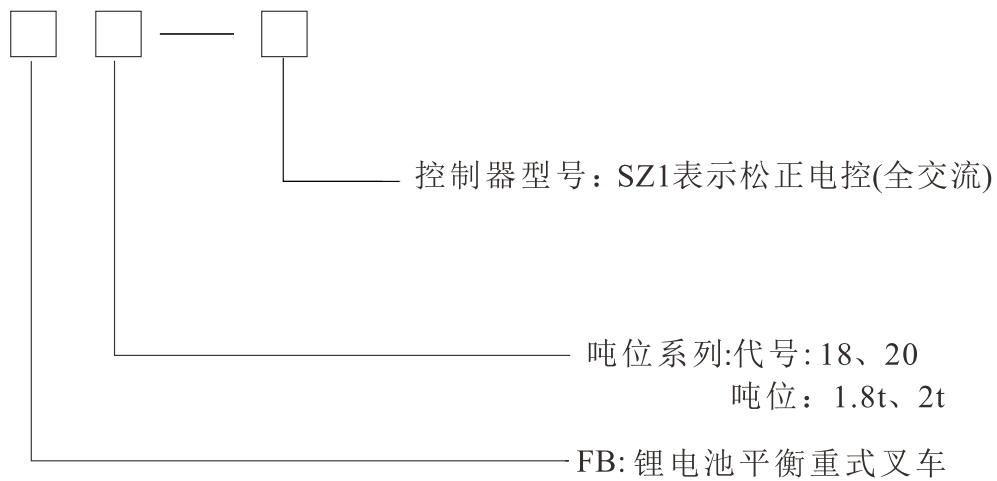 控制器型号：SZ1表示松正电控(全交流)
吨位系列:代号:18、20
吨位：1.8t、2t
FB:锂电池平衡重式叉车